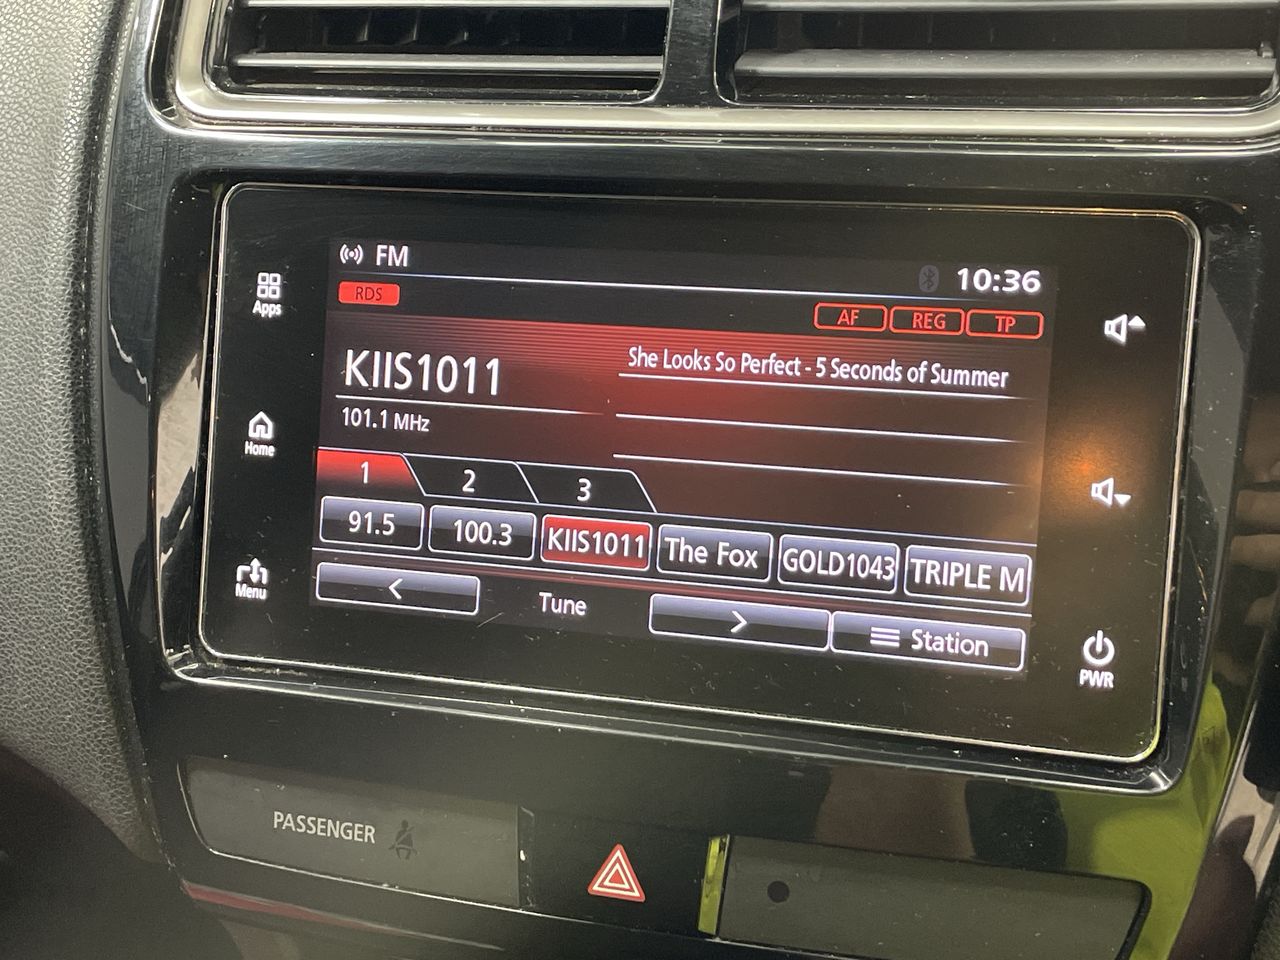 FM
10:36
RDS
AF REG TP
Apps
KIIS1011
She Looks So Perfect - 5 Seconds of Summer
101.1 MHz
Home
1 2 3
91.5 100.3 KIIS1011 The Fox GOLD1043 TRIPLE M
Menu
< Tune > Station
PWR
PASSENGER